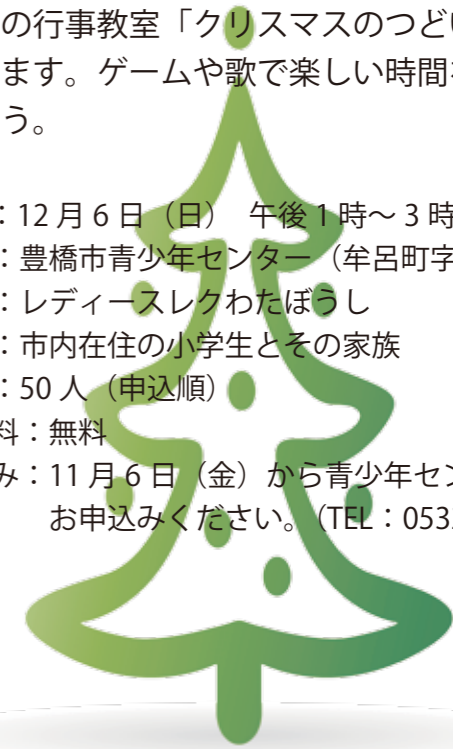 の行事教室「クリスマスのつどい
ます。ゲームや歌で楽しい時間
う。
：12月6日（日） 午後1時～3時
：豊橋市青少年センター（牟呂町字
：レディースレクわたぼうし
：市内在住の小学生とその家族
：50人（申込順）
料：無料
み：11月6日（金）から青少年セン
お申込みください。（TEL：053